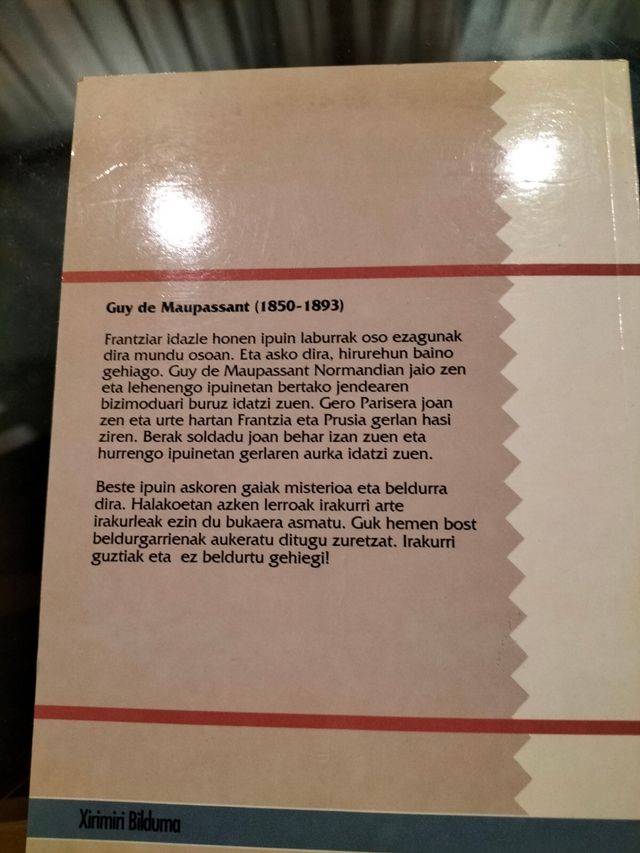 Guy de Maupassant (1850-1893)
Frantziar idazle honen ipuin laburrak oso ezagunak
dira mundu osoan. Eta asko dira, hirurehun baino
gehiago. Guy de Maupassant Normandian jaio zen
eta lehenengo ipuinetan bertako jendearen
bizimoduari buruz idatzi zuen. Gero Parisera joan
zen eta urte hartan Frantzia eta Prusia gerlan hasi
ziren. Berak soldadu joan behar izan zuen eta
hurrengo ipuinetan gerlaren aurka idatzi zuen.
Beste ipuin askoren gaiak misterioa eta beldurra
dira. Halakoetan azken lerroak irakurri arte
irakurleak ezin du bukaera asmatu. Guk hemen bost
beldurgarrienak aukeratu ditugu zuretzat. Irakurri
guztiak eta ez beldurtu gehiegi!
Xirimiri Bilduma